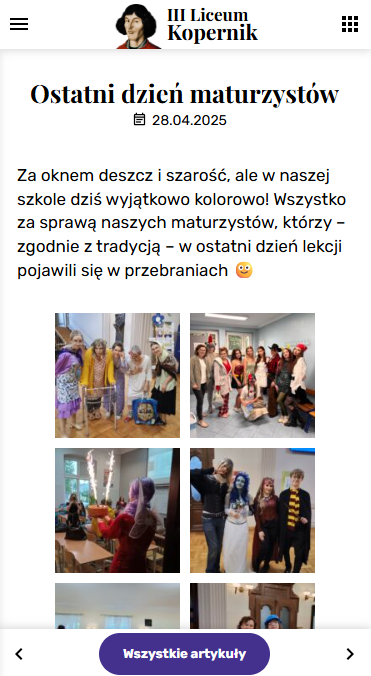 III Liceum
Kopernik
Ostatni dzień maturzystów
28.04.2025
Za oknem deszcz i szarość, ale w naszej
szkole dziś wyjątkowo kolorowo! Wszystko
za sprawą naszych maturzystów, którzy –
zgodnie z tradycją – w ostatni dzień lekcji
pojawili się w przebraniach
Wszystkie artykuły